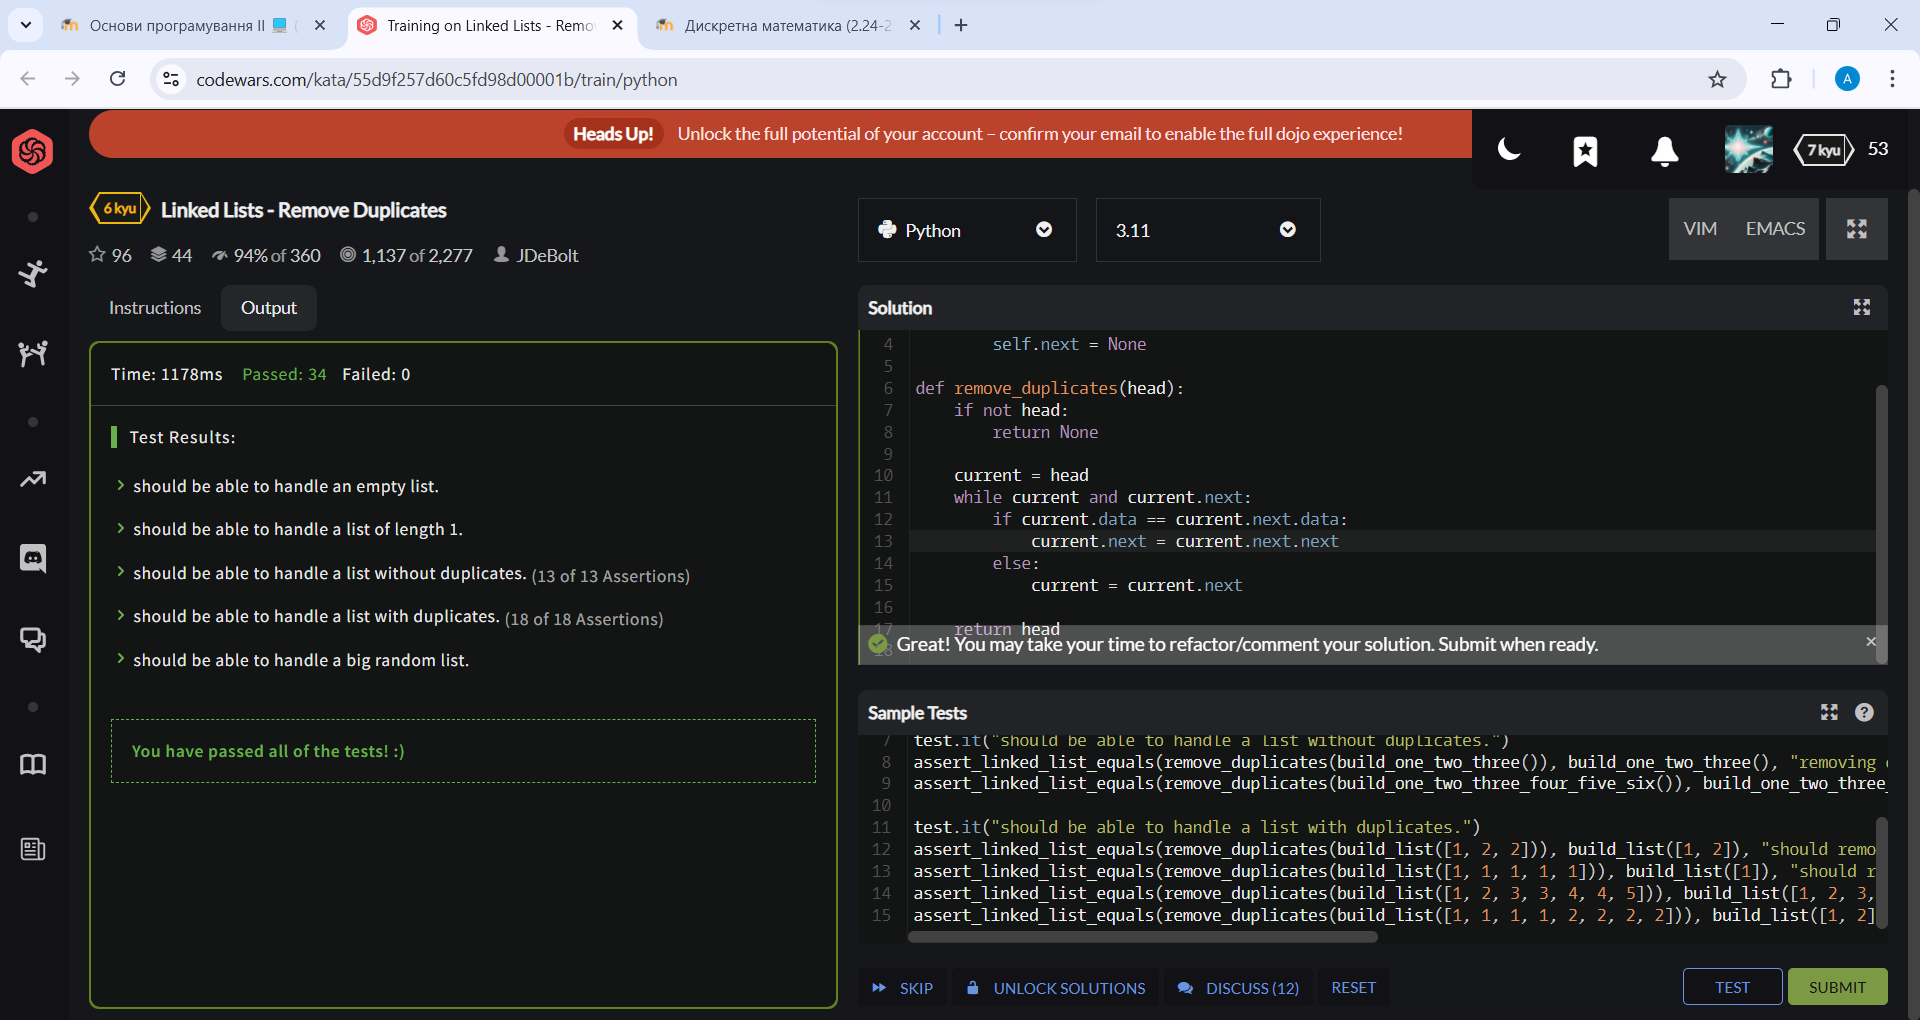 Основи програмування II
Training on Linked Lists - Remo
Дискретна математика (2.24-2
codewars.com/kata/55d9f257d60c5fd98d00001b/train/python
A
Heads Up! Unlock the full potential of your account – confirm your email to enable the full dojo experience!
7 kyu 53
6 kyu Linked Lists - Remove Duplicates
96 44 94% of 360 1,137 of 2,277 JDeBolt
Python
3.11
VIM EMACS
Instructions Output
Time: 1178ms Passed: 34 Failed: 0
Test Results:
should be able to handle an empty list.
should be able to handle a list of length 1.
should be able to handle a list without duplicates. (13 of 13 Assertions)
should be able to handle a list with duplicates. (18 of 18 Assertions)
should be able to handle a big random list.
You have passed all of the tests! :)
Solution
4 self.next = None
5
6 def remove_duplicates(head):
7 if not head:
8 return None
9
10 current = head
11 while current and current.next:
12 if current.data == current.next.data:
13 current.next = current.next.next
14 else:
15 current = current.next
16
17 return head
18
Great! You may take your time to refactor/comment your solution. Submit when ready.
Sample Tests
7 test.it("should be able to handle a list without duplicates.")
8 assert_linked_list_equals(remove_duplicates(build_one_two_three()), build_one_two_three(), "removing
9 assert_linked_list_equals(remove_duplicates(build_one_two_three_four_five_six()), build_one_two_three_
10
11 test.it("should be able to handle a list with duplicates.")
12 assert_linked_list_equals(remove_duplicates(build_list([1, 2, 2])), build_list([1, 2]), "should remo
13 assert_linked_list_equals(remove_duplicates(build_list([1, 1, 1, 1, 1])), build_list([1]), "should r
14 assert_linked_list_equals(remove_duplicates(build_list([1, 2, 3, 3, 4, 4, 5])), build_list([1, 2, 3,
15 assert_linked_list_equals(remove_duplicates(build_list([1, 1, 1, 1, 2, 2, 2, 2])), build_list([1, 2]
SKIP UNLOCK SOLUTIONS DISCUSS (12) RESET TEST SUBMIT